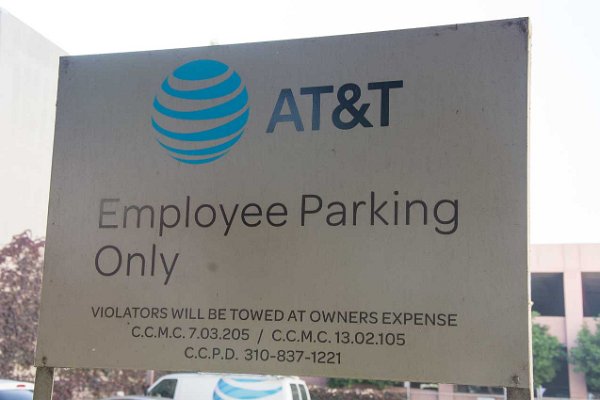 AT&T
Employee Parking
Only
VIOLATORS WILL BE TOWED AT OWNERS EXPENSE
C.C.M.C. 7.03.205 / C.C.M.C. 13.02.105
C.C.P.D. 310-837-1221